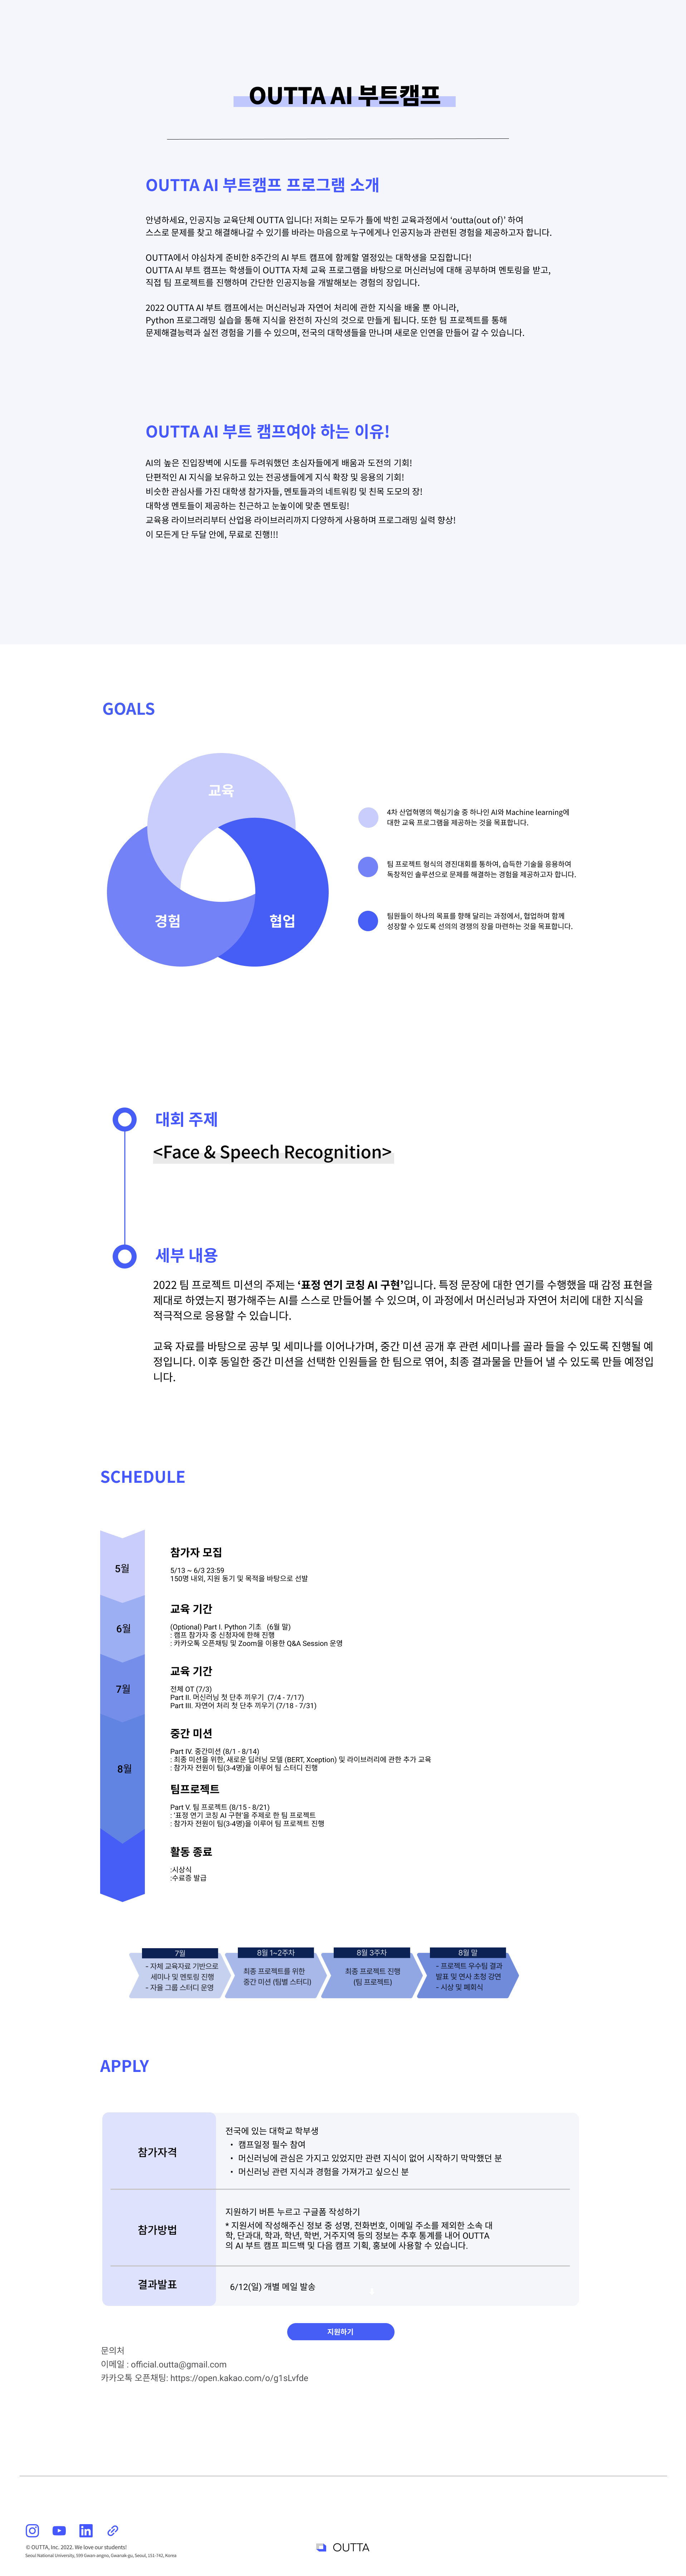 OUTTA AI 부트캠프
OUTTA AI 부트캠프 프로그램 소개
안녕하세요, 인공지능 교육단체 OUTTA 입니다! 저희는 모두가 틀에 박힌 교육과정에서 ‘outta(out of)’ 하여
스스로 문제를 찾고 해결해나갈 수 있기를 바라는 마음으로 누구에게나 인공지능과 관련된 경험을 제공하고자 합니다.
OUTTA에서 야심차게 준비한 8주간의 AI 부트 캠프에 함께할 열정있는 대학생을 모집합니다!
OUTTA AI 부트 캠프는 학생들이 OUTTA 자체 교육 프로그램을 바탕으로 머신러닝에 대해 공부하며 멘토링을 받고,
직접 팀 프로젝트를 진행하며 간단한 인공지능을 개발해보는 경험의 장입니다.
2022 OUTTA AI 부트 캠프에서는 머신러닝과 자연어 처리에 관한 지식을 배울 뿐 아니라,
Python 프로그래밍 실습을 통해 지식을 완전히 자신의 것으로 만들게 됩니다. 또한 팀 프로젝트를 통해
문제해결능력과 실전 경험을 기를 수 있으며, 전국의 대학생들을 만나며 새로운 인연을 만들어 갈 수 있습니다.
OUTTA AI 부트 캠프여야 하는 이유!
AI의 높은 진입장벽에 시도를 두려워했던 초심자들에게 배움과 도전의 기회!
단편적인 AI 지식을 보유하고 있는 전공생들에게 지식 확장 및 응용의 기회!
비슷한 관심사를 가진 대학생 참가자들, 멘토들과의 네트워킹 및 친목 도모의 장!
대학생 멘토들이 제공하는 친근하고 눈높이에 맞춘 멘토링!
교육용 라이브러리부터 산업용 라이브러리까지 다양하게 사용하며 프로그래밍 실력 향상!
이 모든게 단 두달 안에, 무료로 진행!!!
GOALS
교육
경험
협업
4차 산업혁명의 핵심기술 중 하나인 AI와 Machine learning에
대한 교육 프로그램을 제공하는 것을 목표합니다.
팀 프로젝트 형식의 경진대회를 통하여, 습득한 기술을 응용하여
독창적인 솔루션으로 문제를 해결하는 경험을 제공하고자 합니다.
팀원들이 하나의 목표를 향해 달리는 과정에서, 협업하며 함께
성장할 수 있도록 선의의 경쟁의 장을 마련하는 것을 목표합니다.
대회 주제
<Face & Speech Recognition>
세부 내용
2022 팀 프로젝트 미션의 주제는 ‘표정 연기 코칭 AI 구현’입니다. 특정 문장에 대한 연기를 수행했을 때 감정 표현을
제대로 하였는지 평가해주는 AI를 스스로 만들어볼 수 있으며, 이 과정에서 머신러닝과 자연어 처리에 대한 지식을
적극적으로 응용할 수 있습니다.
교육 자료를 바탕으로 공부 및 세미나를 이어나가며, 중간 미션 공개 후 관련 세미나를 골라 들을 수 있도록 진행될 예
정입니다. 이후 동일한 중간 미션을 선택한 인원들을 한 팀으로 엮어, 최종 결과물을 만들어 낼 수 있도록 만들 예정입
니다.
SCHEDULE
5월
참가자 모집
5/13 ~ 6/3 23:59
150명 내외, 지원 동기 및 목적을 바탕으로 선발
6월
교육 기간
(Optional) Part I. Python 기초 (6월 말)
: 캠프 참가자 중 신청자에 한해 진행
: 카카오톡 오픈채팅 및 Zoom을 이용한 Q&A Session 운영
7월
교육 기간
전체 OT (7/3)
Part II. 머신러닝 첫 단추 끼우기 (7/4 - 7/17)
Part III. 자연어 처리 첫 단추 끼우기 (7/18 - 7/31)
8월
중간 미션
Part IV. 중간미션 (8/1 - 8/14)
: 최종 미션을 위한, 새로운 딥러닝 모델 (BERT, Xception) 및 라이브러리에 관한 추가 교육
: 참가자 전원이 팀(3-4명)을 이루어 팀 스터디 진행
팀프로젝트
Part V. 팀 프로젝트 (8/15 - 8/21)
: '표정 연기 코칭 AI 구현'을 주제로 한 팀 프로젝트
: 참가자 전원이 팀(3-4명)을 이루어 팀 프로젝트 진행
활동 종료
:시상식
:수료증 발급
7월
- 자체 교육자료 기반으로
세미나 및 멘토링 진행
- 자율 그룹 스터디 운영
8월 1~2주차
최종 프로젝트를 위한
중간 미션 (팀별 스터디)
8월 3주차
최종 프로젝트 진행
(팀 프로젝트)
8월 말
- 프로젝트 우수팀 결과
발표 및 연사 초청 강연
- 시상 및 폐회식
APPLY
참가자격
전국에 있는 대학교 학부생
• 캠프일정 필수 참여
• 머신러닝에 관심은 가지고 있었지만 관련 지식이 없어 시작하기 막막했던 분
• 머신러닝 관련 지식과 경험을 가져가고 싶으신 분
참가방법
지원하기 버튼 누르고 구글폼 작성하기
* 지원서에 작성해주신 정보 중 성명, 전화번호, 이메일 주소를 제외한 소속 대
학, 단과대, 학과, 학년, 학번, 거주지역 등의 정보는 추후 통계를 내어 OUTTA
의 AI 부트 캠프 피드백 및 다음 캠프 기획, 홍보에 사용할 수 있습니다.
결과발표
6/12(일) 개별 메일 발송
지원하기
문의처
이메일 : official.outta@gmail.com
카카오톡 오픈채팅: https://open.kakao.com/o/g1sLvfde
© OUTTA, Inc. 2022. We love our students!
Seoul National University, 599 Gwan-angno, Gwanak-gu, Seoul, 151-742, Korea
OUTTA